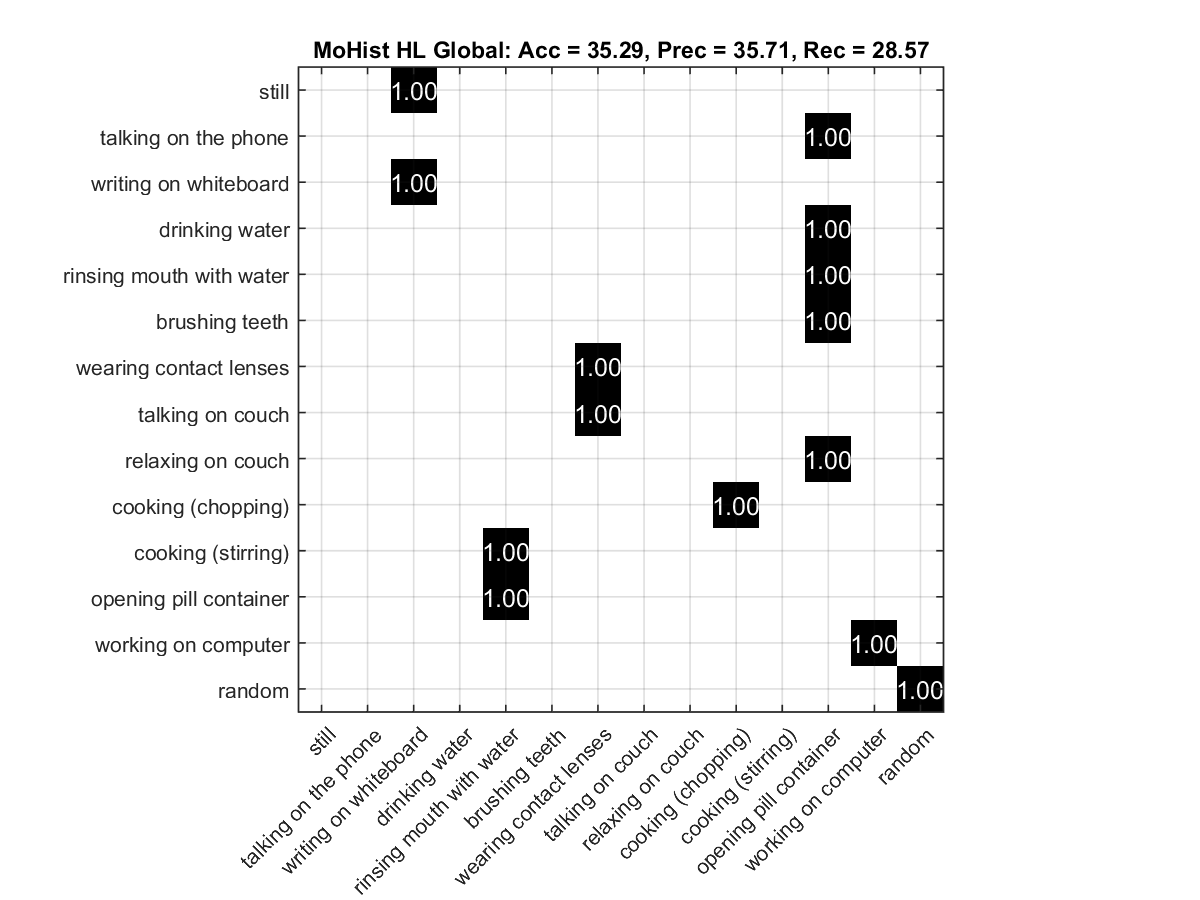 MoHist HL Global: Acc = 35.29, Prec = 35.71, Rec = 28.57
still 1.00
talking on the phone 1.00
writing on whiteboard 1.00
drinking water 1.00
rinsing mouth with water 1.00
brushing teeth 1.00
wearing contact lenses 1.00
talking on couch 1.00
relaxing on couch 1.00
cooking (chopping) 1.00
cooking (stirring) 1.00
opening pill container 1.00
working on computer 1.00
random 1.00
still
talking on the phone
writing on whiteboard
drinking water
rinsing mouth with water
brushing teeth
wearing contact lenses
talking on couch
relaxing on couch
cooking (chopping)
cooking (stirring)
opening pill container
working on computer
random